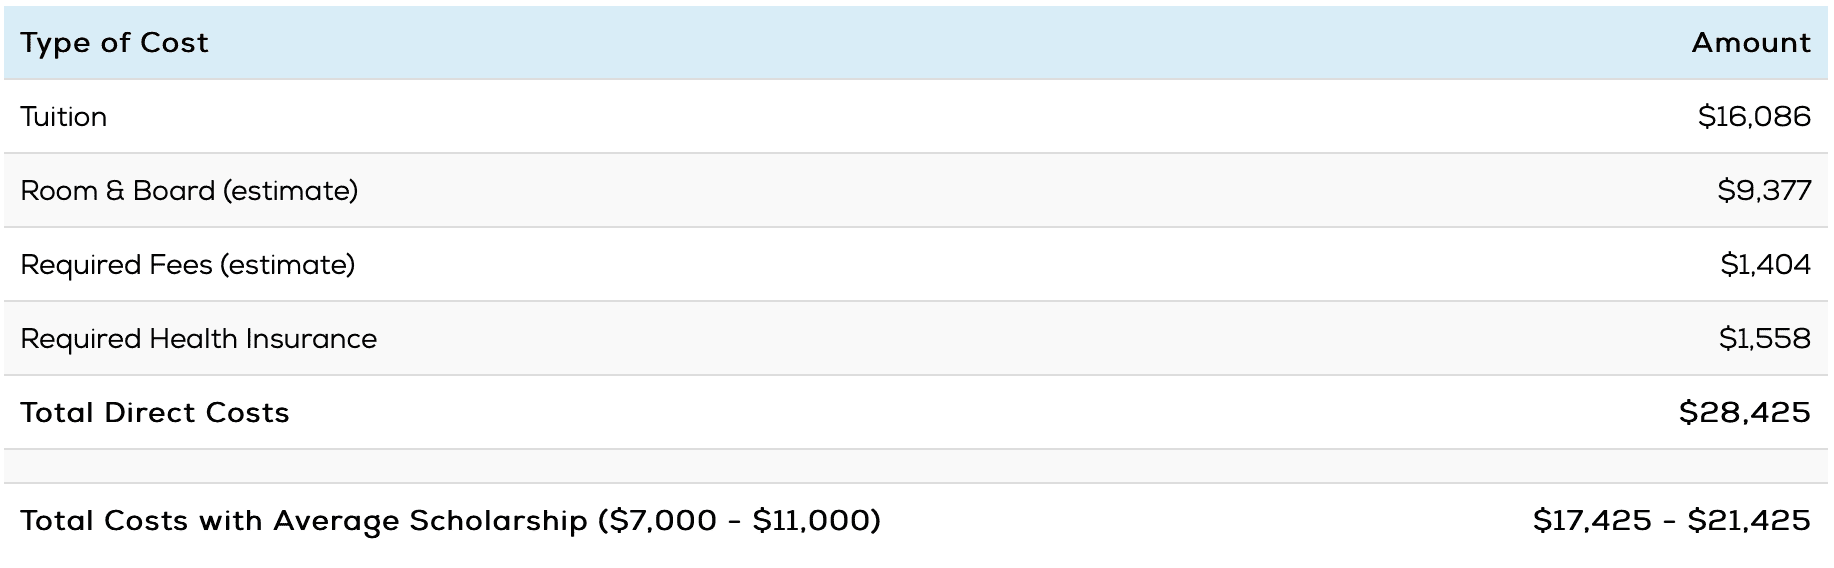 Type of Cost Amount
Tuition $16,086
Room & Board (estimate) $9,377
Required Fees (estimate) $1,404
Required Health Insurance $1,558
Total Direct Costs $28,425
Total Costs with Average Scholarship ($7,000 - $11,000) $17,425 - $21,425